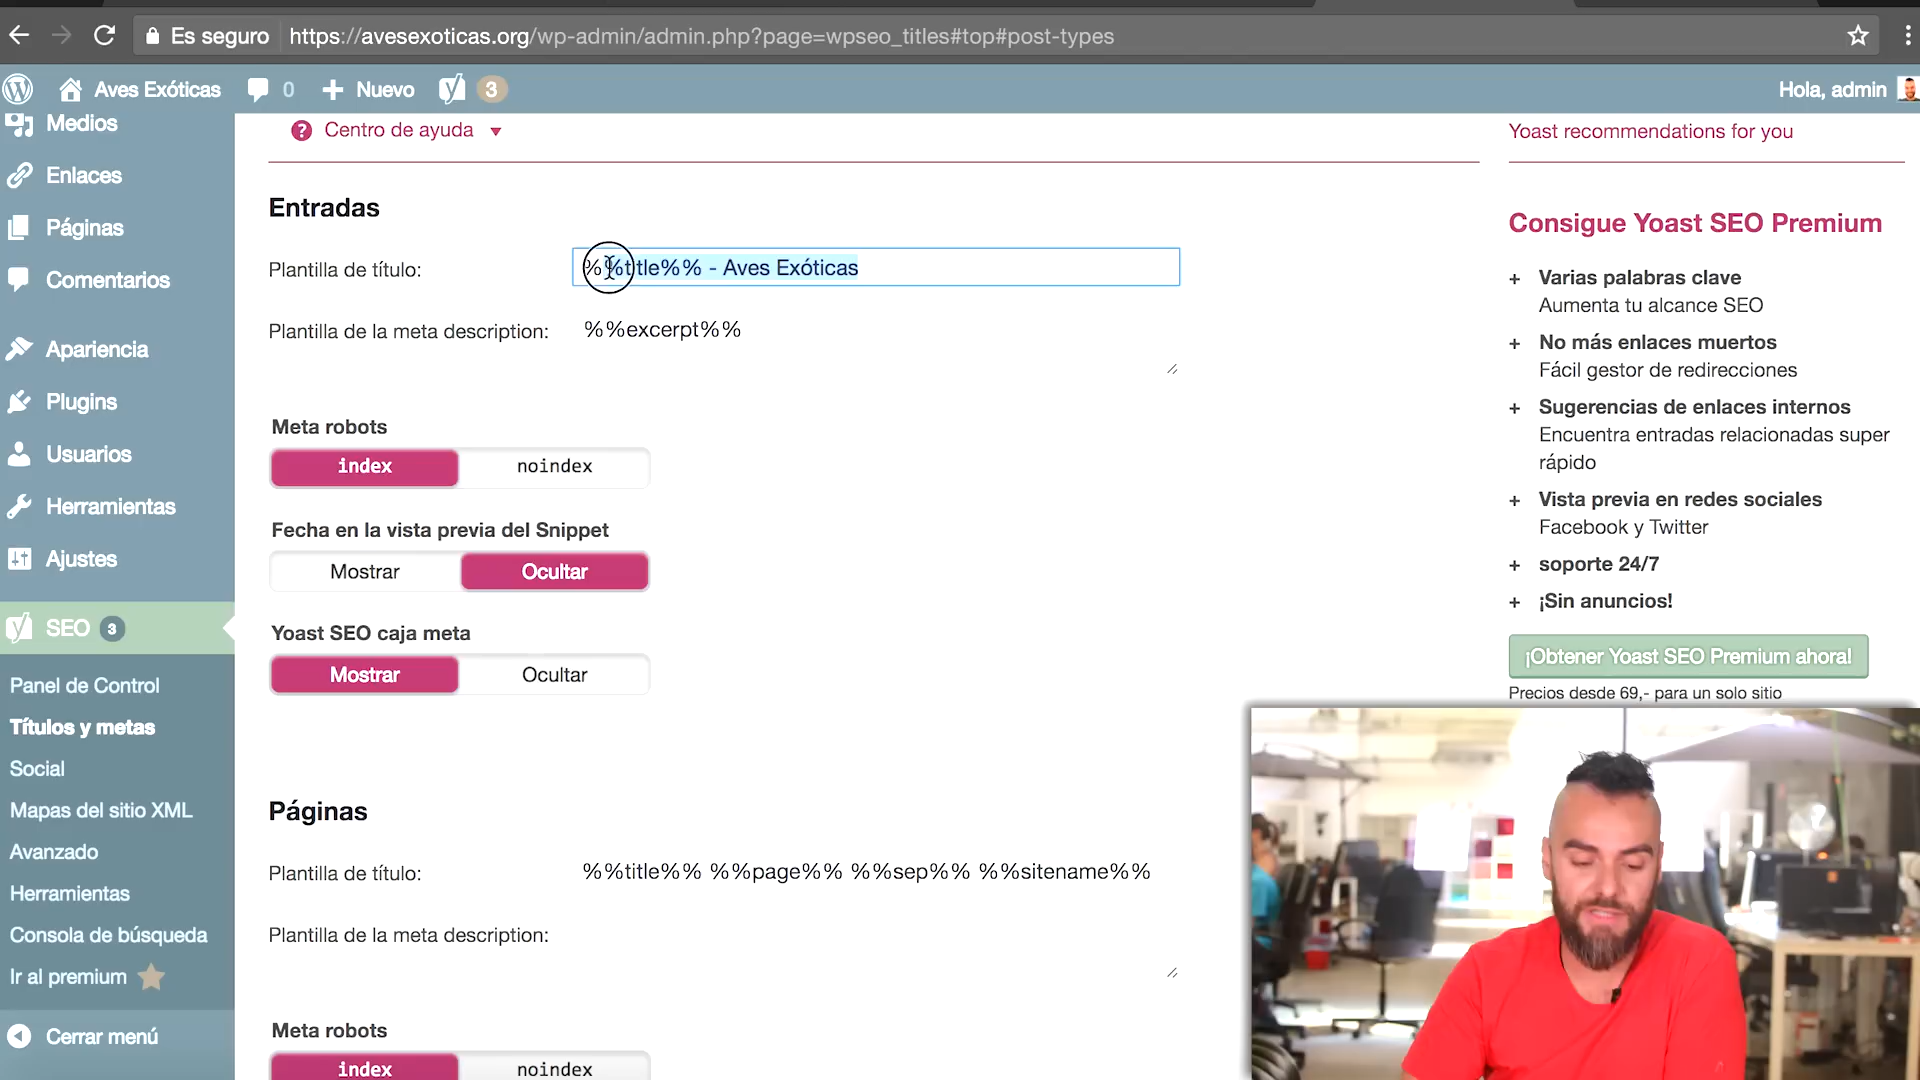 Es seguro https://avesexoticas.org/wp-admin/admin.php?page=wpseo_titles#top#post-types
Aves Exóticas 0 Nuevo 3 Hola, admin
Medios
Enlaces
Páginas
Comentarios
Apariencia
Plugins
Usuarios
Herramientas
Ajustes
SEO 3
Panel de Control
Títulos y metas
Social
Mapas del sitio XML
Avanzado
Herramientas
Consola de búsqueda
Ir al premium
Cerrar menú
? Centro de ayuda
Entradas
Plantilla de título: %%title%% - Aves Exóticas
Plantilla de la meta description: %%excerpt%%
Meta robots
index noindex
Fecha en la vista previa del Snippet
Mostrar Ocultar
Yoast SEO caja meta
Mostrar Ocultar
Páginas
Plantilla de título: %%title%% %%page%% %%sep%% %%sitename%%
Plantilla de la meta description:
Meta robots
index noindex
Yoast recommendations for you
Consigue Yoast SEO Premium
+ Varias palabras clave
Aumenta tu alcance SEO
+ No más enlaces muertos
Fácil gestor de redirecciones
+ Sugerencias de enlaces internos
Encuentra entradas relacionadas super
rápido
+ Vista previa en redes sociales
Facebook y Twitter
+ soporte 24/7
+ ¡Sin anuncios!
¡Obtener Yoast SEO Premium ahora!
Precios desde 69,- para un solo sitio